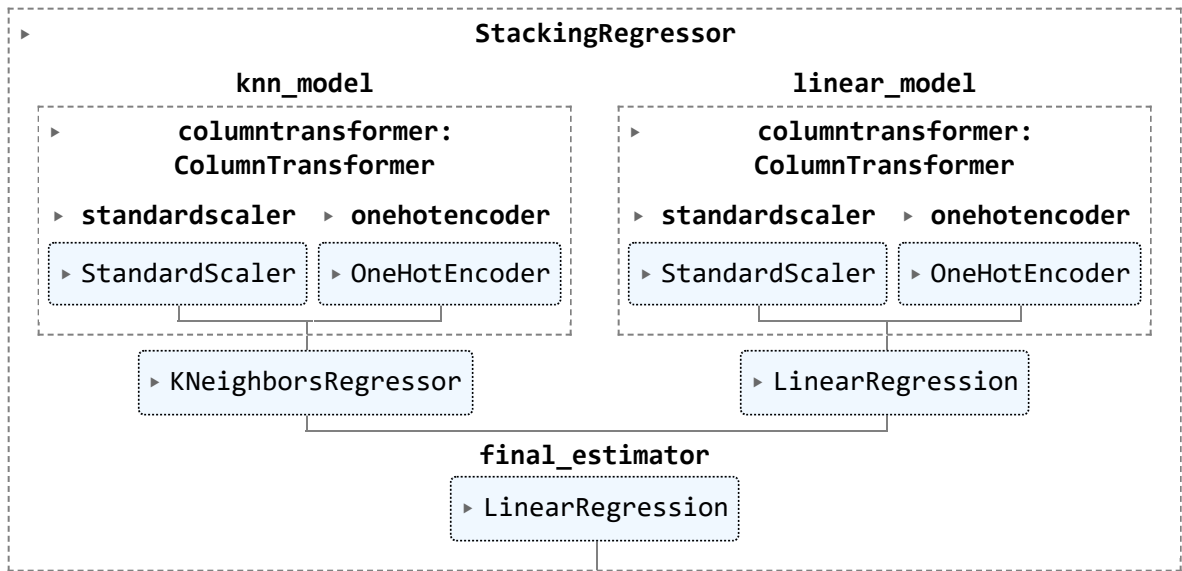 StackingRegressor
knn_model
linear_model
columntransformer:
ColumnTransformer
columntransformer:
ColumnTransformer
standardscaler
onehotencoder
standardscaler
onehotencoder
StandardScaler
OneHotEncoder
StandardScaler
OneHotEncoder
KNeighborsRegressor
LinearRegression
final_estimator
LinearRegression